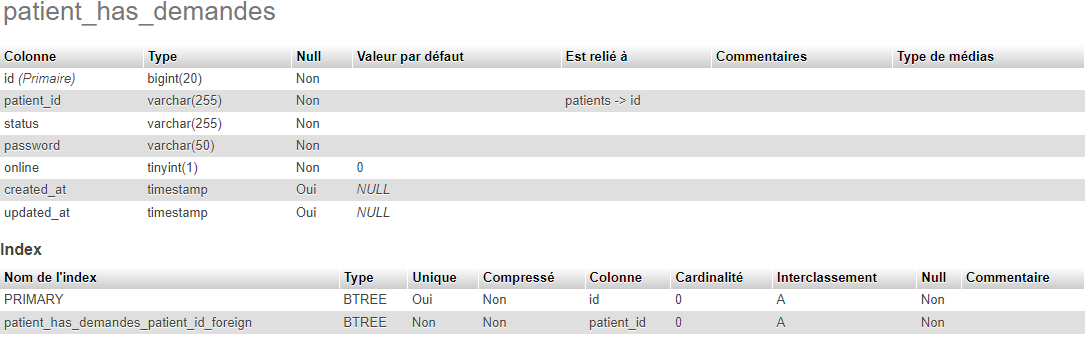 patient_has_demandes
Colonne Type Null Valeur par défaut Est relié à Commentaires Type de médias
id (Primaire) bigint(20) Non
patient_id varchar(255) Non patients -> id
status varchar(255) Non
password varchar(50) Non
online tinyint(1) Non 0
created_at timestamp Oui NULL
updated_at timestamp Oui NULL
Index
Nom de l'index Type Unique Compressé Colonne Cardinalité Interclassement Null Commentaire
PRIMARY BTREE Oui Non id 0 A Non
patient_has_demandes_patient_id_foreign BTREE Non Non patient_id 0 A Non